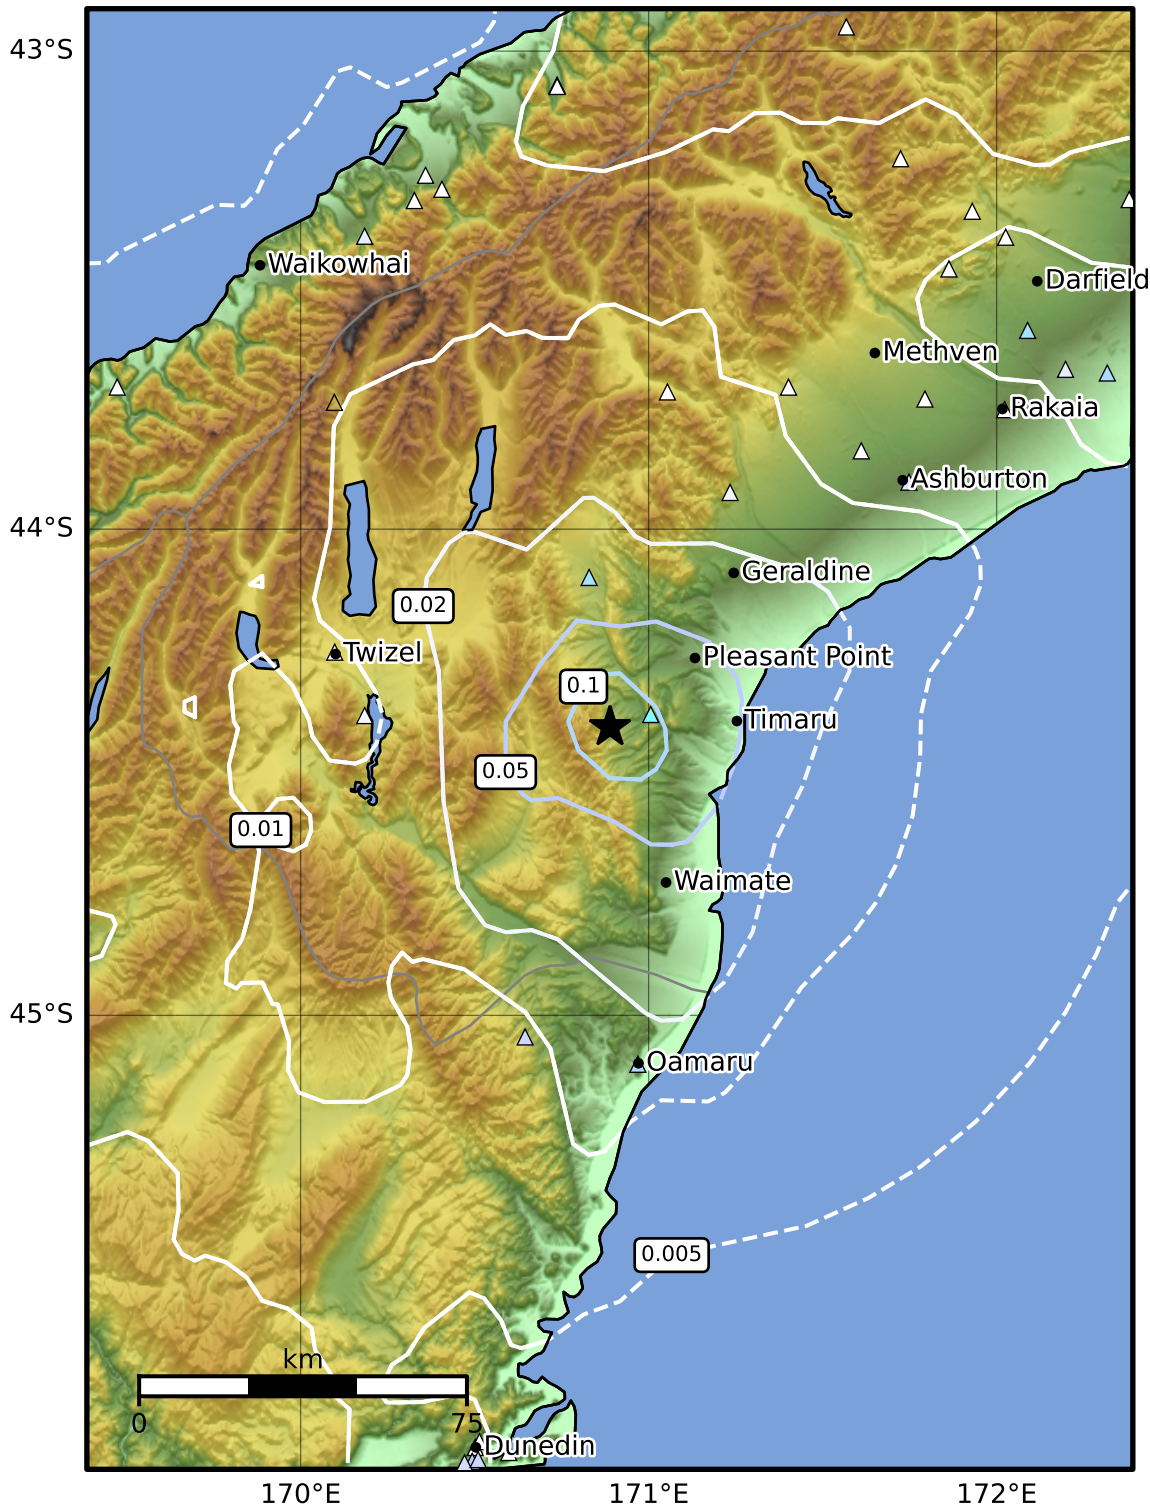 43°S
Waikowhai
Darfield
Methven
Rakaia
Ashburton
44°S
Geraldine
0.02
Twizel
Pleasant Point
0.1
Timaru
0.05
0.01
Waimate
45°S
Oamaru
0.005
km
0
75
Dunedin
170°E
171°E
172°E